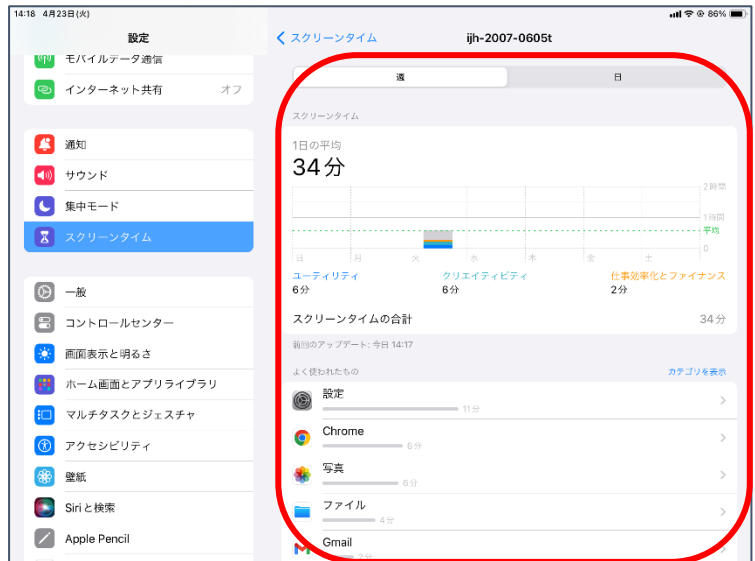 14:18 4月23日(火)
86%
設定
モバイルデータ通信
インターネット共有 オフ
通知
サウンド
集中モード
スクリーンタイム
一般
コントロールセンター
画面表示と明るさ
ホーム画面とアプリライブラリ
マルチタスクとジェスチャ
アクセシビリティ
壁紙
Siriと検索
Apple Pencil
スクリーンタイム
ijh-2007-0605t
週 日
スクリーンタイム
1日の平均
34分
2時間
1時間
平均
0
日 月 火 水 木 金 土
ユーティリティ クリエイティビティ 仕事効率化とファイナンス
6分 6分 2分
スクリーンタイムの合計 34分
前回のアップデート: 今日 14:17
よく使われたもの カテゴリを表示
設定
11分
Chrome
6分
写真
6分
ファイル
4分
Gmail
2分